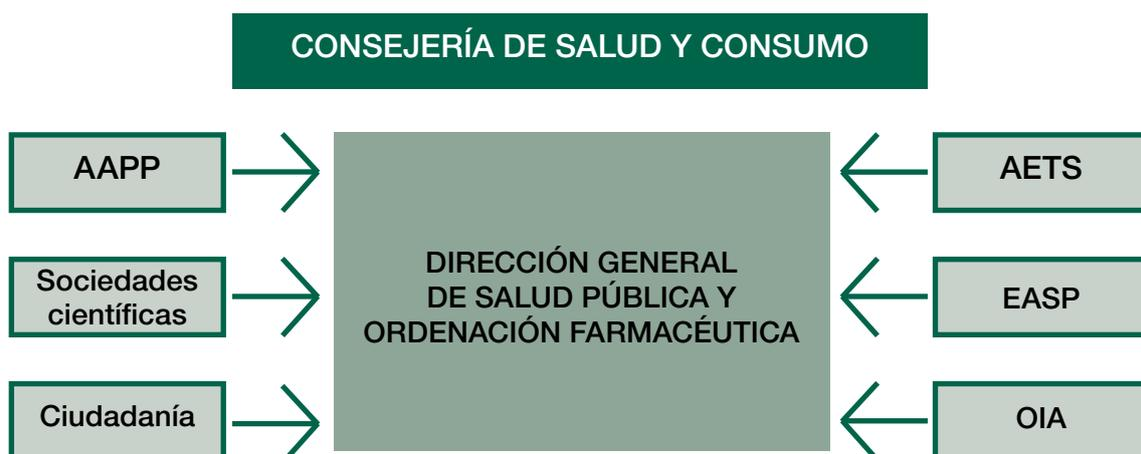 CONSEJERÍA DE SALUD Y CONSUMO
AAPP
AETS
Sociedades
científicas
DIRECCIÓN GENERAL
DE SALUD PÚBLICA Y
ORDENACIÓN FARMACÉUTICA
EASP
Ciudadanía
OIA